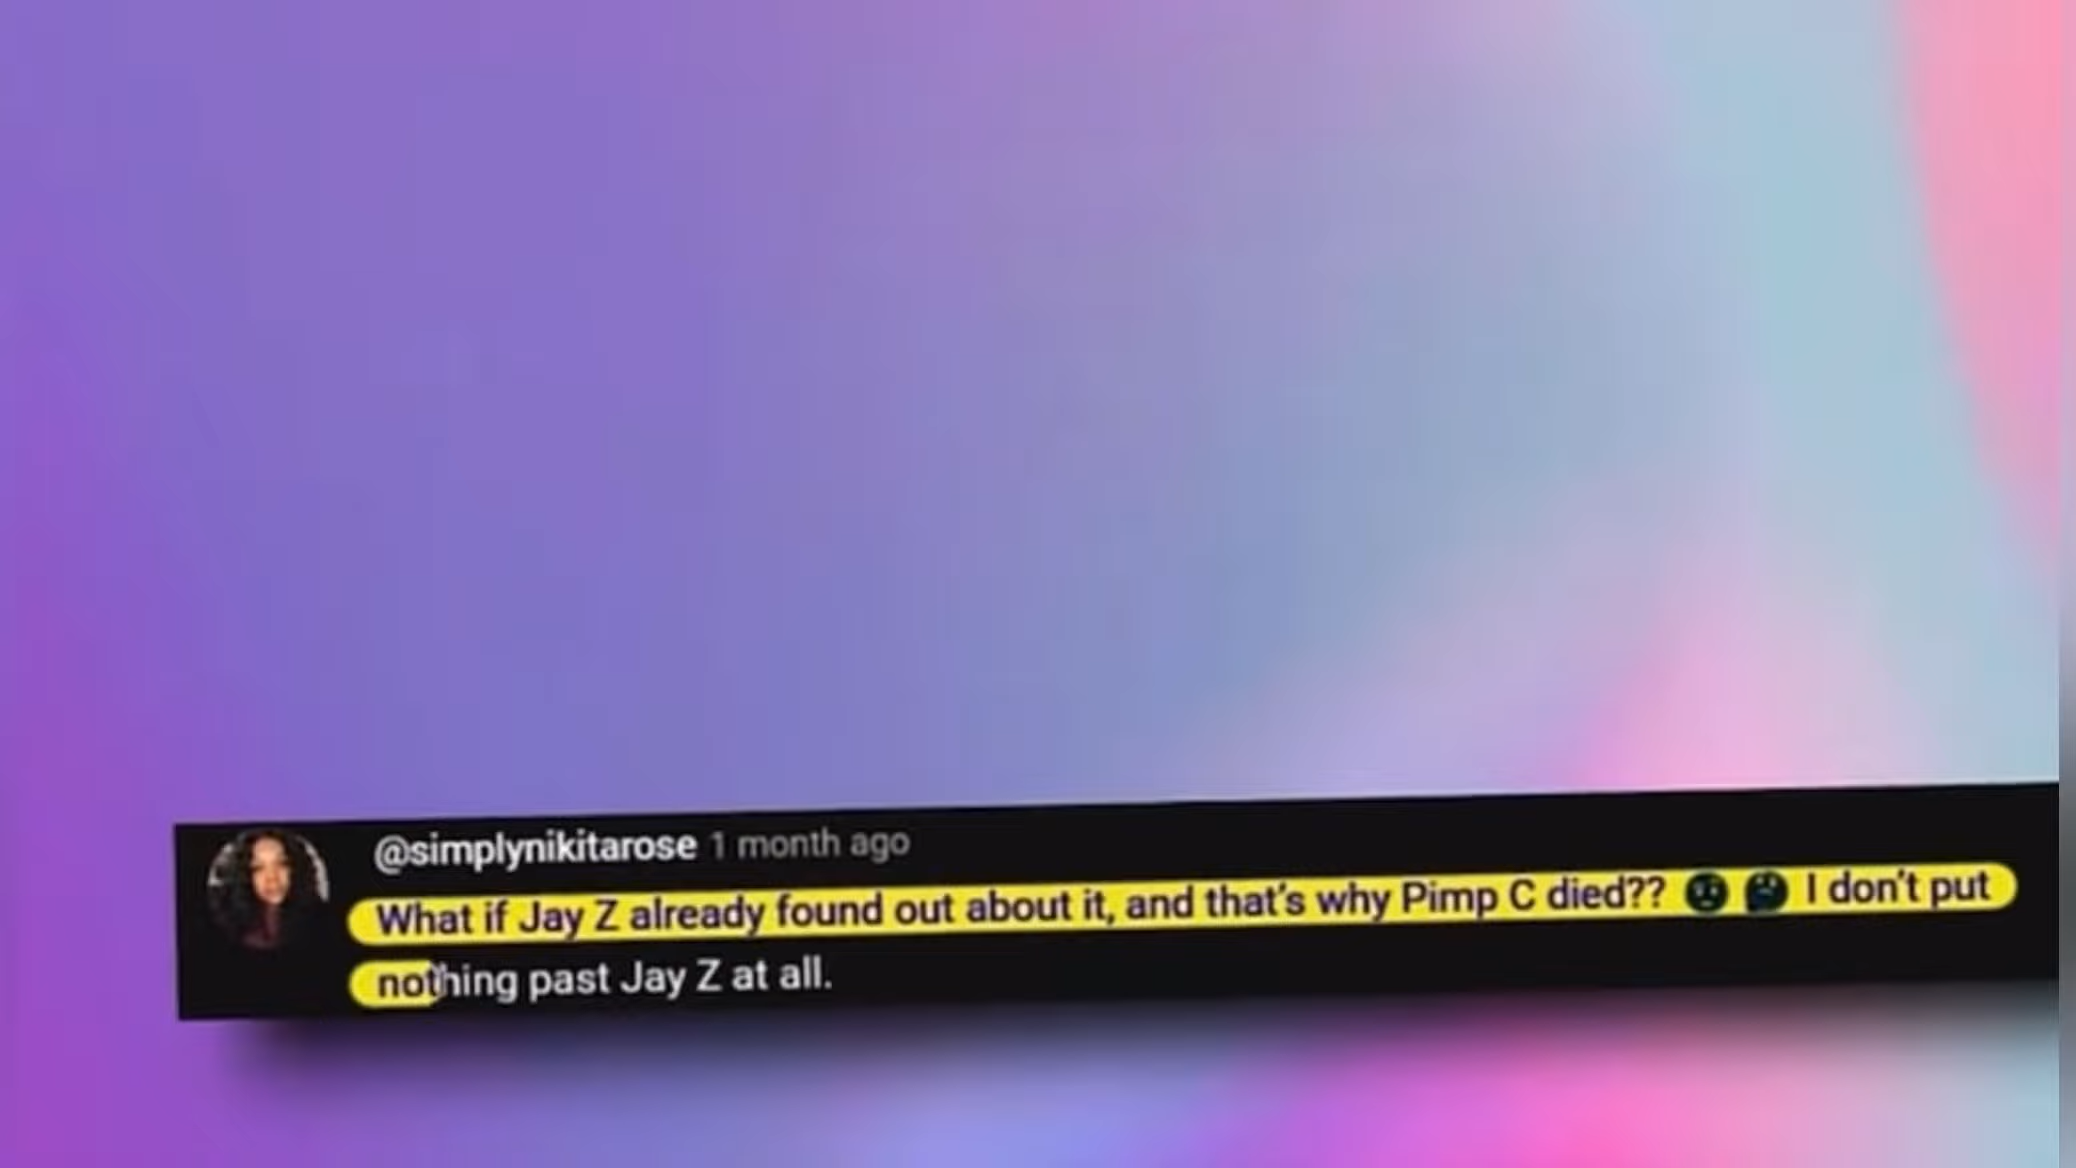 @simplynikitarose 1 month ago
What if Jay Z already found out about it, and that's why Pimp C died?? I don't put
nothing past Jay Z at all.